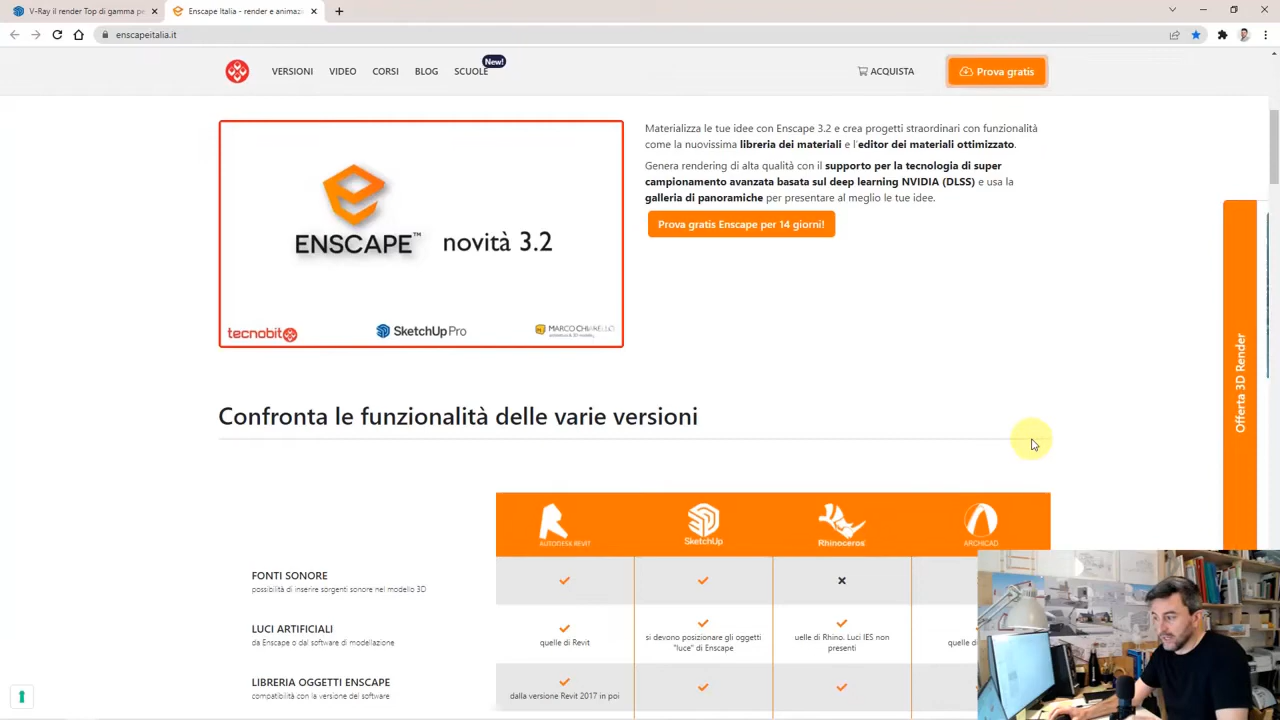 V-Ray il render Top di gamma pe
Enscape Italia - render e animaz
enscapeitalia.it
VERSIONI
VIDEO
CORSI
BLOG
SCUOLE
New!
ACQUISTA
Prova gratis
Materializza le tue idee con Enscape 3.2 e crea progetti straordinari con funzionalità
come la nuovissima libreria dei materiali e l'editor dei materiali ottimizzato.
Genera rendering di alta qualità con il supporto per la tecnologia di super
campionamento avanzata basata sul deep learning NVIDIA (DLSS) e usa la
galleria di panoramiche per presentare al meglio le tue idee.
Prova gratis Enscape per 14 giorni!
ENSCAPE™ novità 3.2
tecnobit
SketchUp Pro
MARCO CHIARELLO
Offerta 3D Render
Confronta le funzionalità delle varie versioni
AUTODESK REVIT
SketchUp
Rhinoceros
ARCHICAD
FONTI SONORE
possibilità di inserire sorgenti sonore nel modello 3D
LUCI ARTIFICIALI
da Enscape o dal software di modellazione
quelle di Revit
si devono posizionare gli oggetti
"luce" di Enscape
uelle di Rhino. Luci IES non
presenti
quelle d
LIBRERIA OGGETTI ENSCAPE
compatibilità con la versione del software
dalla versione Revit 2017 in poi